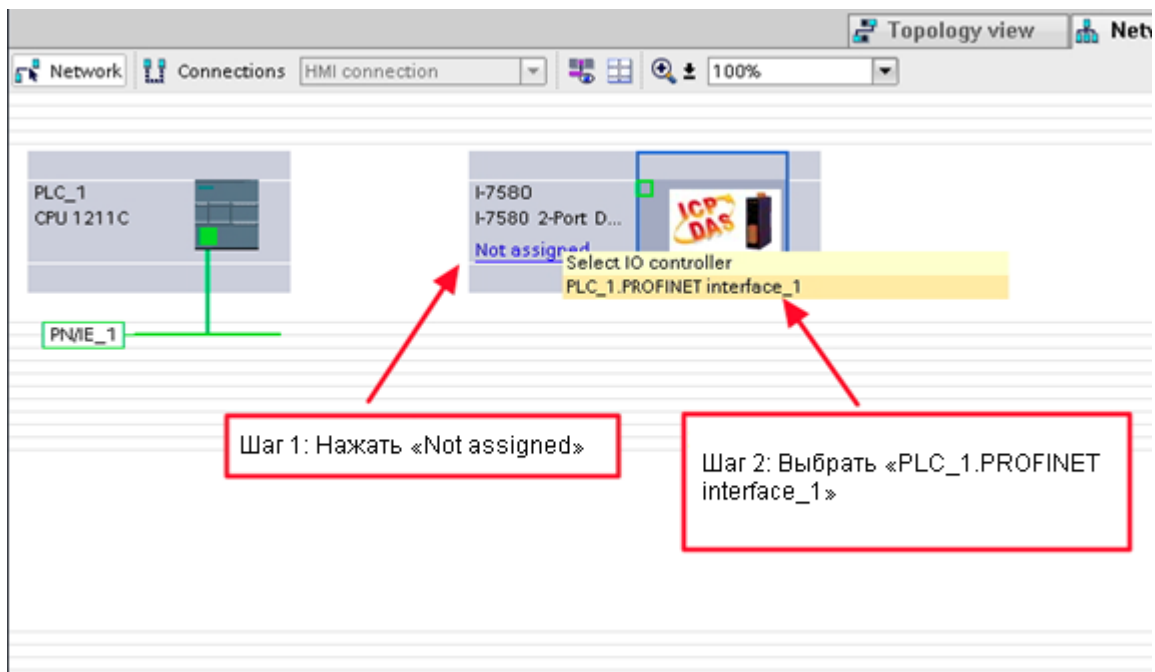 Topology view
Netw
Network
Connections
HMI connection
100%
PLC_1
CPU 1211C
I-7580
I-7580 2-Port D...
Not assigned
ICP DAS
Select IO controller
PLC_1.PROFINET interface_1
PN/IE_1
Шаг 1: Нажать «Not assigned»
Шаг 2: Выбрать «PLC_1.PROFINET
interface_1»